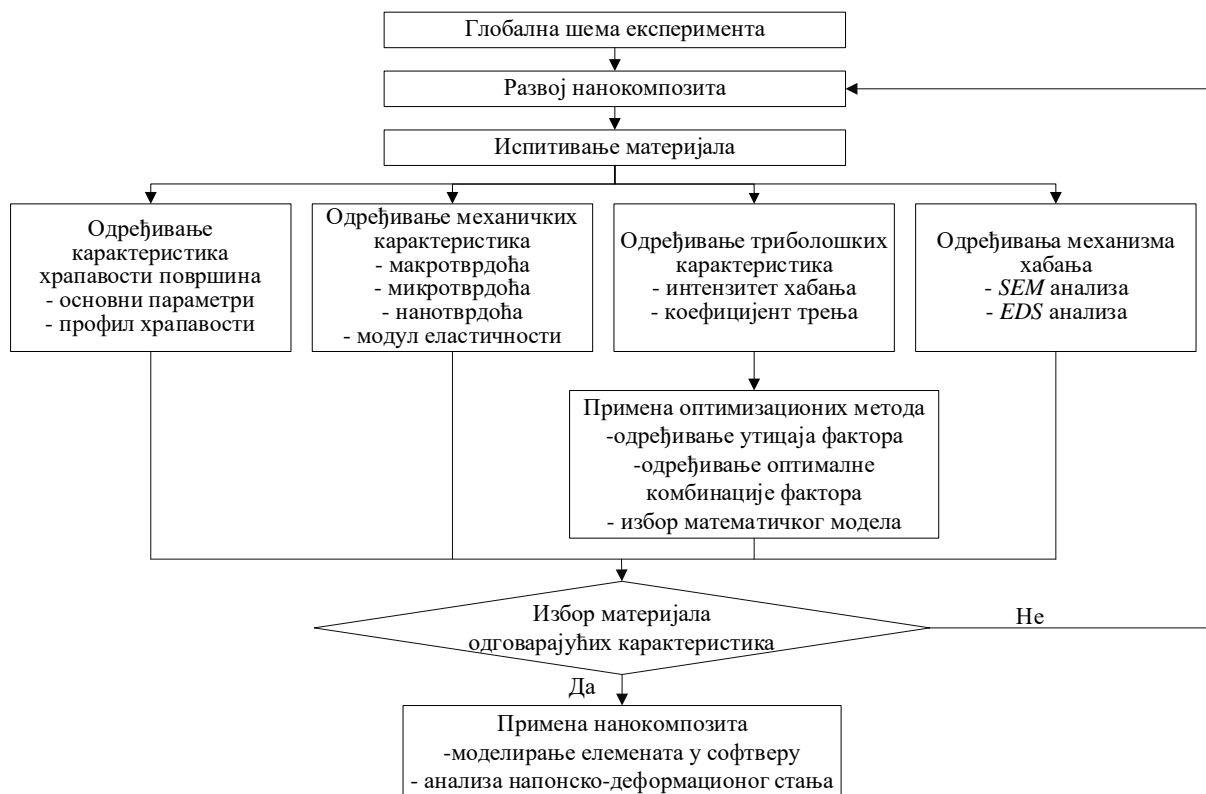 Глобална шема експеримента
Развој нанокомпозита
Испитивање материјала
Одређивање
карактеристика
храпавости површина
- основни параметри
- профил храпавости
Одређивање механичких
карактеристика
- макротврдоћа
- микротврдоћа
- нанотврдоћа
- модул еластичности
Одређивање триболошких
карактеристика
- интензитет хабања
- коефицијент трења
Одређивања механизма
хабања
- SEM анализа
- EDS анализа
Примена оптимизационих метода
-одређивање утицаја фактора
-одређивање оптималне
комбинације фактора
- избор математичког модела
Избор материјала
одговарајућих карактеристика
Не
Да
Примена нанокомпозита
-моделирање елемената у софтверу
- анализа напонско-деформационог стања